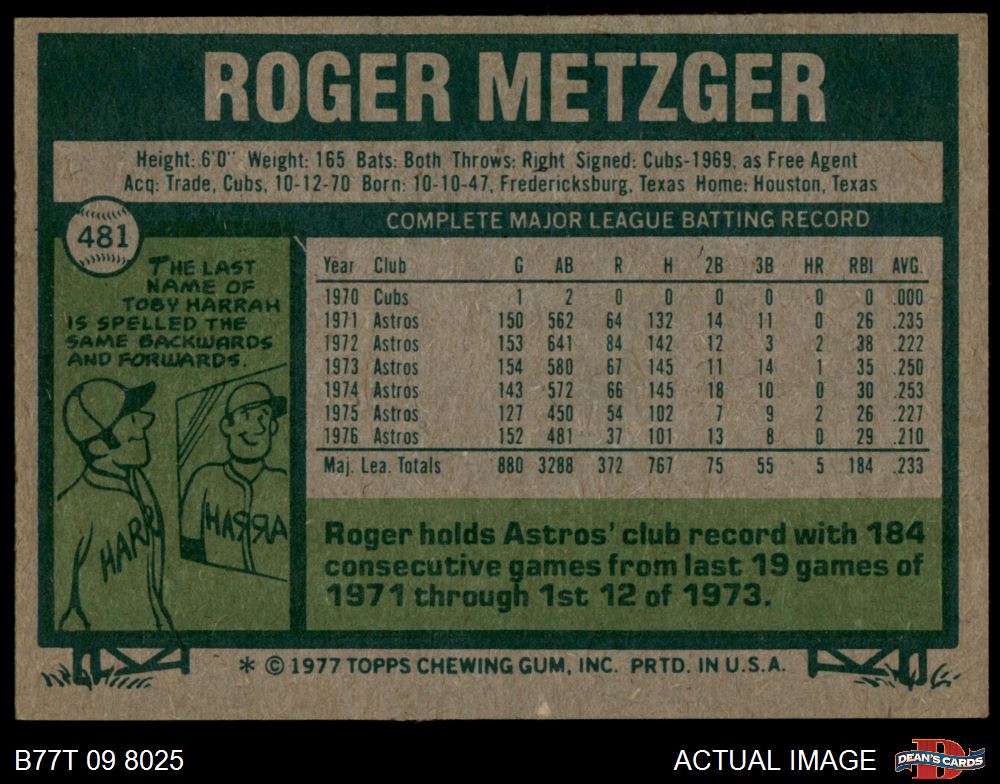 ROGER METZGER
Height: 6'0" Weight: 165 Bats: Both Throws: Right Signed: Cubs-1969, as Free Agent
Acq: Trade, Cubs, 10-12-70 Born: 10-10-47, Fredericksburg, Texas Home: Houston, Texas
481
COMPLETE MAJOR LEAGUE BATTING RECORD
THE LAST
NAME OF
TOBY HARRAH
IS SPELLED THE
SAME BACKWARDS
AND FORWARDS.
HARR
HARRA
Year Club G AB R H 2B 3B HR RBI AVG.
1970 Cubs 1 2 0 0 0 0 0 0 .000
1971 Astros 150 562 64 132 14 11 0 26 .235
1972 Astros 153 641 84 142 12 3 2 38 .222
1973 Astros 154 580 67 145 11 14 1 35 .250
1974 Astros 143 572 66 145 18 10 0 30 .253
1975 Astros 127 450 54 102 7 9 2 26 .227
1976 Astros 152 481 37 101 13 8 0 29 .210
Maj. Lea. Totals 880 3288 372 767 75 55 5 184 .233
Roger holds Astros' club record with 184
consecutive games from last 19 games of
1971 through 1st 12 of 1973.
* © 1977 TOPPS CHEWING GUM, INC. PRTD. IN U.S.A.
B77T 09 8025
ACTUAL IMAGE
D
DEAN'S CARDS